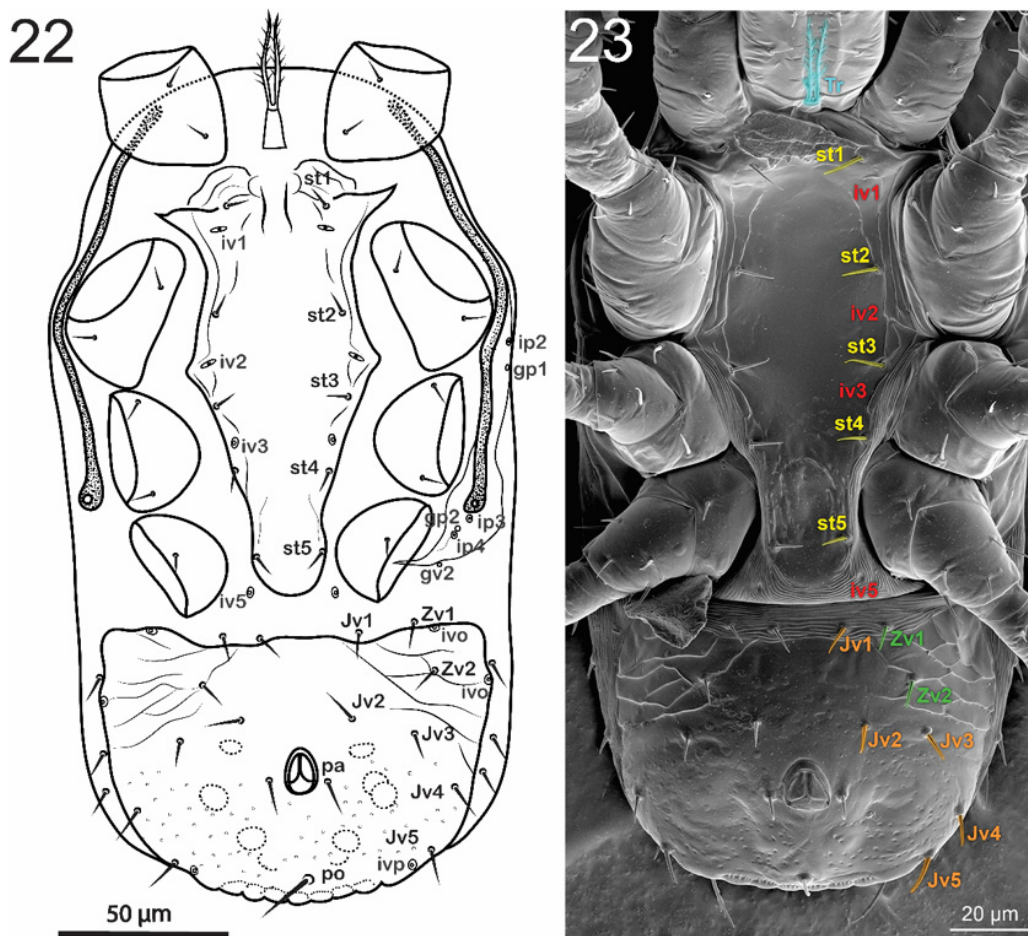 22
st1
iv1
st2
ip2
iv2
gp1
st3
iv3
st4
gp2
ip3
ip4
st5
gv2
iv5
Jv1
Zv1
ivo
Zv2
ivo
Jv2
Jv3
pa
Jv4
Jv5
ivp
po
50 µm
23
Tr
st1
iv1
st2
iv2
st3
iv3
st4
st5
iv5
Jv1
Zv1
Zv2
Jv2
Jv3
Jv4
Jv5
20 µm